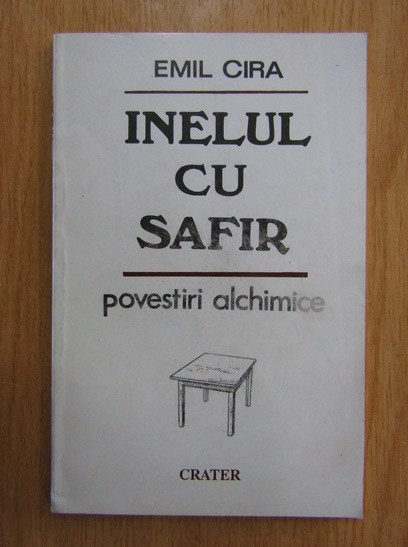 EMIL CIRA
INELUL
CU
SAFIR
povestiri alchimice
CRATER